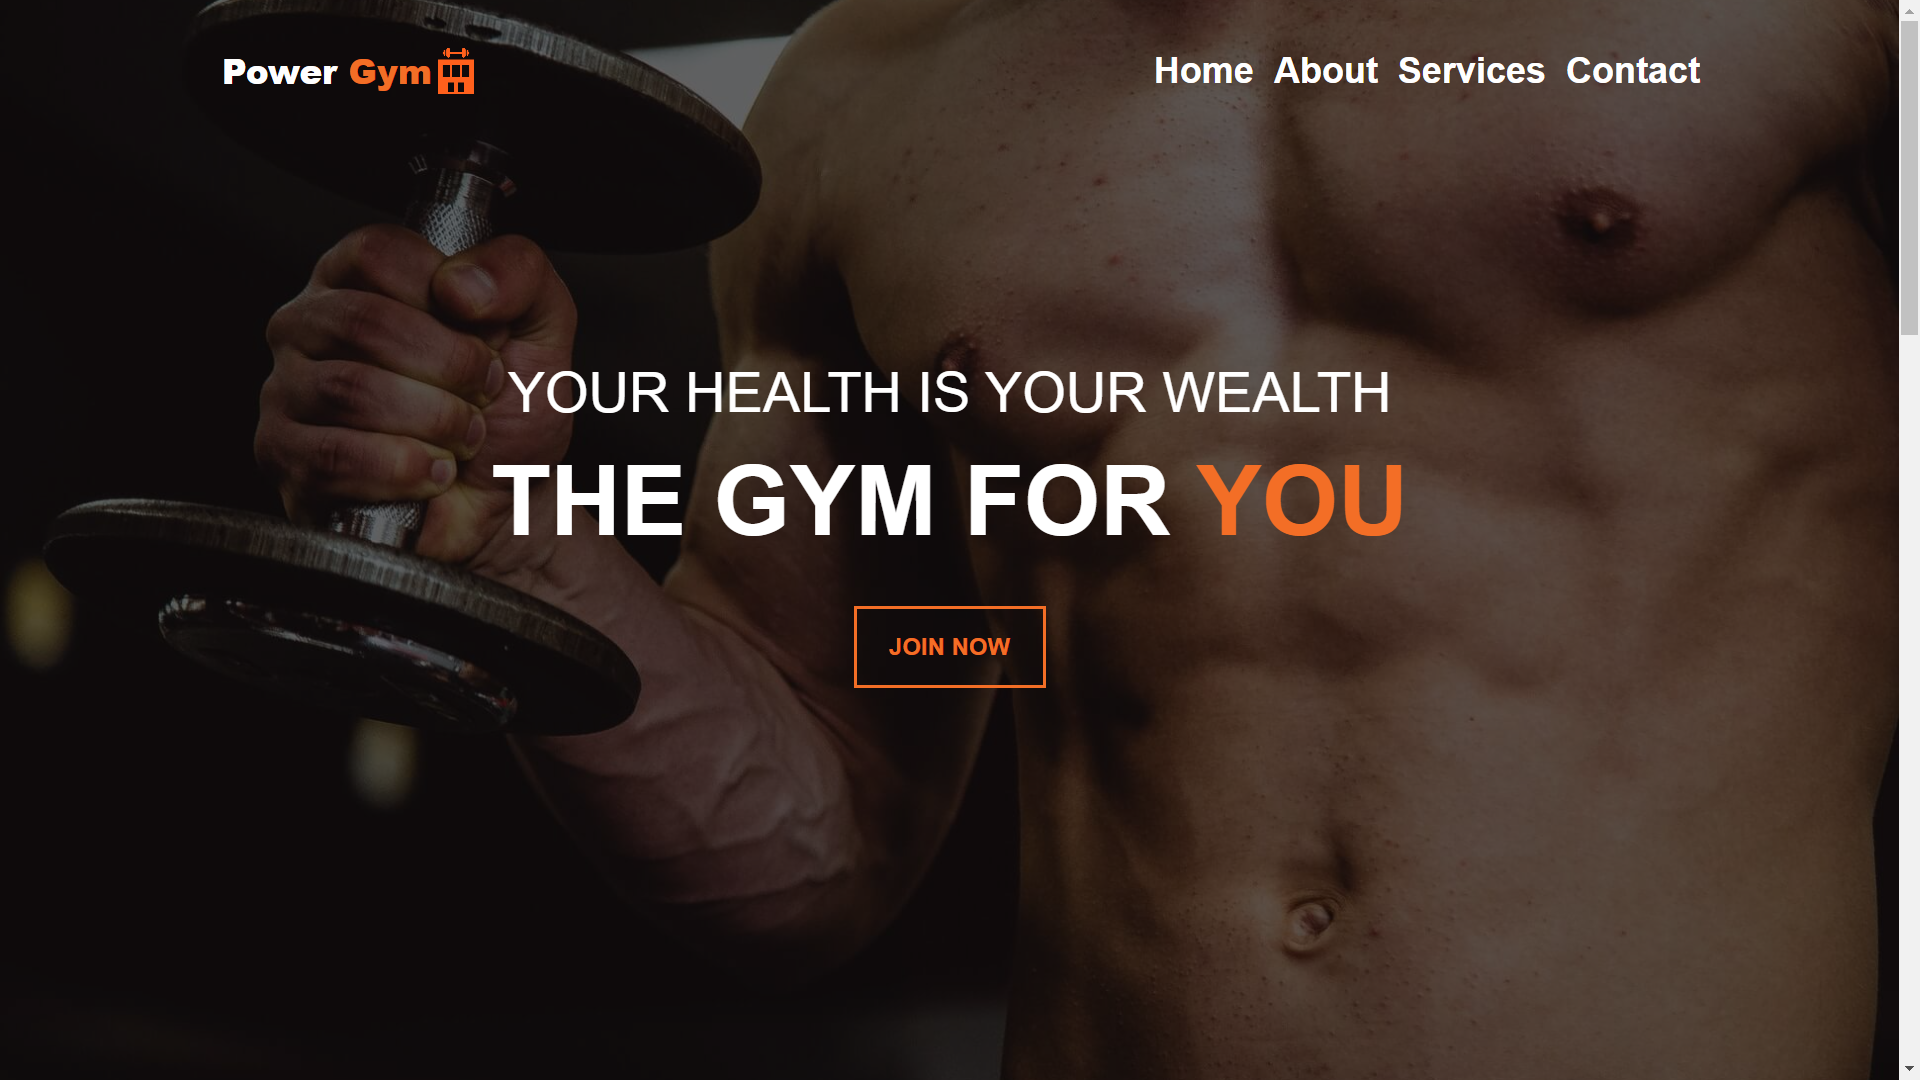 Power Gym
Home About Services Contact
YOUR HEALTH IS YOUR WEALTH
THE GYM FOR YOU
JOIN NOW